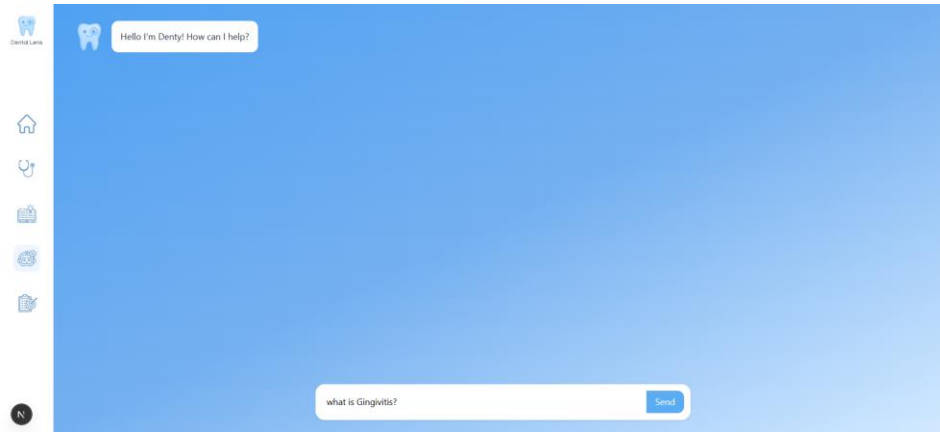 Dental Lens
Hello I'm Denty! How can I help?
what is Gingivitis?
Send
N